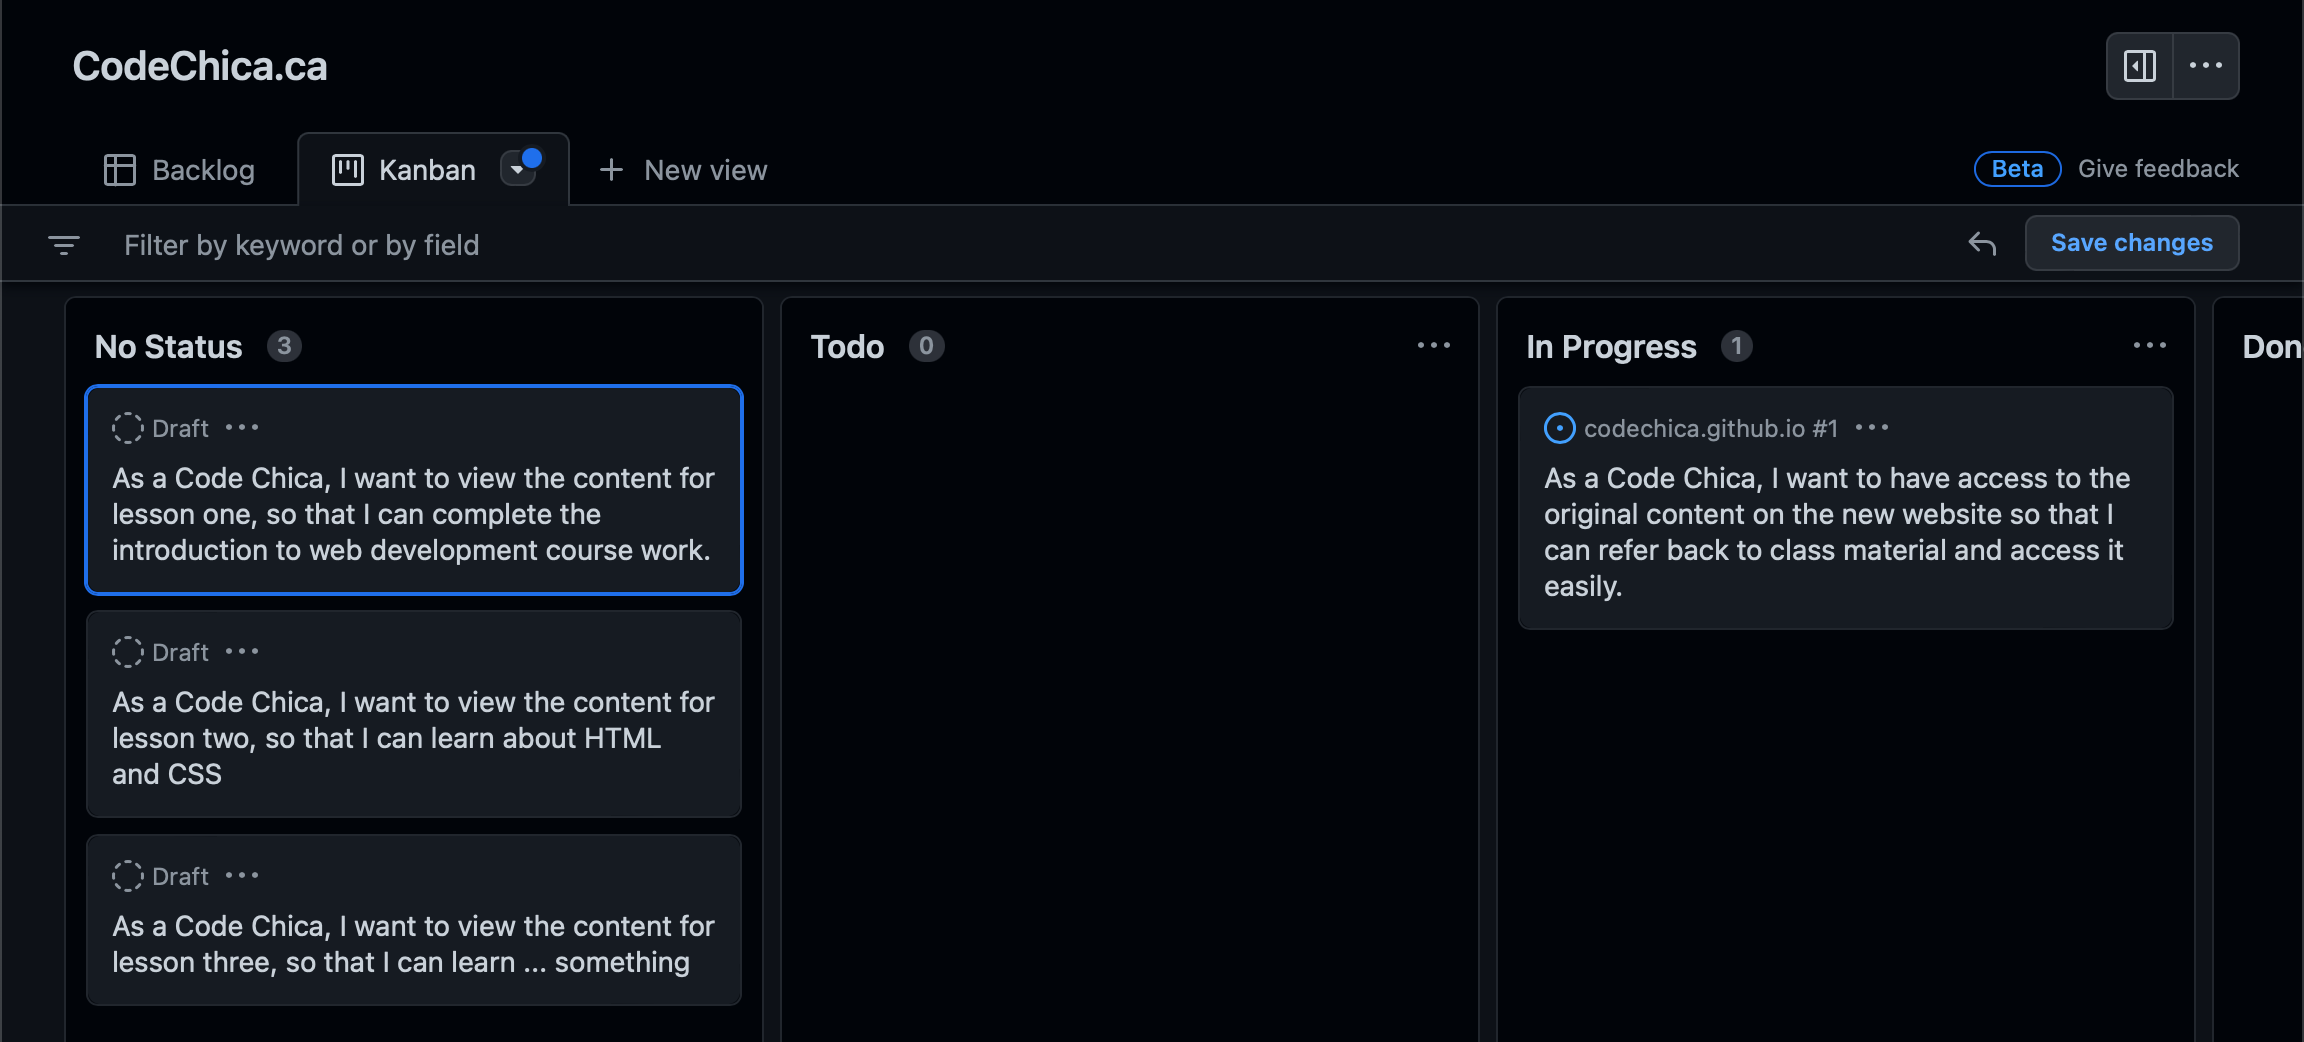 CodeChica.ca
Backlog
Kanban
New view
Beta
Give feedback
Filter by keyword or by field
Save changes
No Status 3
Draft
As a Code Chica, I want to view the content for
lesson one, so that I can complete the
introduction to web development course work.
Draft
As a Code Chica, I want to view the content for
lesson two, so that I can learn about HTML
and CSS
Draft
As a Code Chica, I want to view the content for
lesson three, so that I can learn ... something
Todo 0
In Progress 1
codechica.github.io #1
As a Code Chica, I want to have access to the
original content on the new website so that I
can refer back to class material and access it
easily.
Don